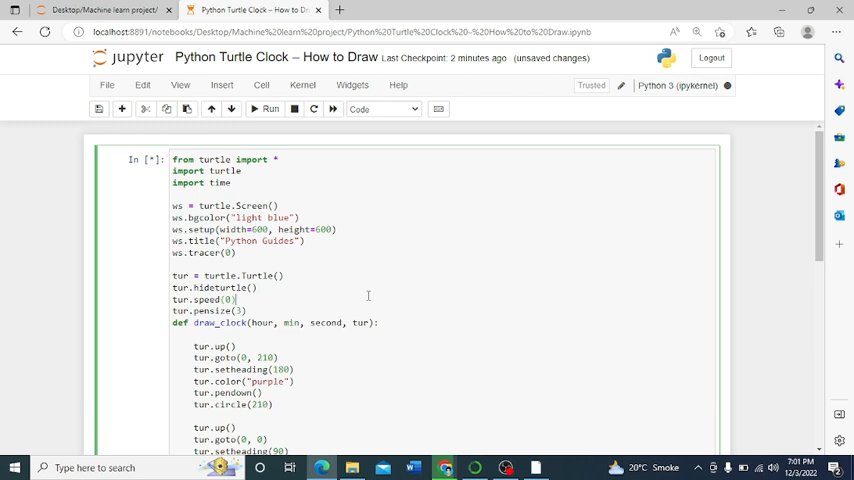 Desktop/Machine learn project/
Python Turtle Clock – How to Dr
localhost:8891/notebooks/Desktop/Machine%20learn%20project/Python%20Turtle%20Clock%20-%20How%20to%20Draw.ipynb
jupyter Python Turtle Clock – How to Draw Last Checkpoint: 2 minutes ago (unsaved changes)
Logout
File Edit View Insert Cell Kernel Widgets Help
Trusted
Python 3 (ipykernel)
Run
Code
In [*]:
from turtle import *
import turtle
import time
ws = turtle.Screen()
ws.bgcolor("light blue")
ws.setup(width=600, height=600)
ws.title("Python Guides")
ws.tracer(0)
tur = turtle.Turtle()
tur.hideturtle()
tur.speed(0)
tur.pensize(3)
def draw_clock(hour, min, second, tur):
tur.up()
tur.goto(0, 210)
tur.setheading(180)
tur.color("purple")
tur.pendown()
tur.circle(210)
tur.up()
tur.goto(0, 0)
tur.setheading(90)
Type here to search
20°C Smoke
7:01 PM
12/3/2022
2